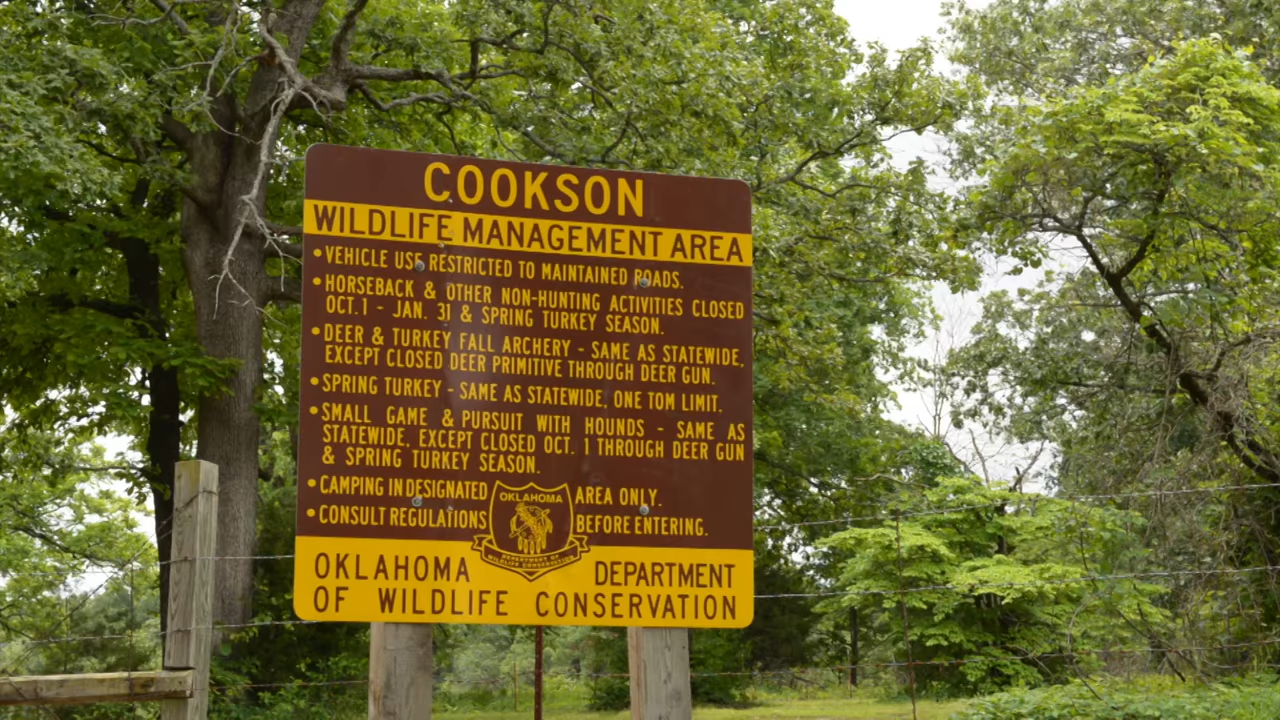 COOKSON
WILDLIFE MANAGEMENT AREA
• VEHICLE USE RESTRICTED TO MAINTAINED ROADS.
• HORSEBACK & OTHER NON-HUNTING ACTIVITIES CLOSED
OCT. 1 - JAN. 31 & SPRING TURKEY SEASON.
• DEER & TURKEY FALL ARCHERY - SAME AS STATEWIDE,
EXCEPT CLOSED DEER PRIMITIVE THROUGH DEER GUN.
• SPRING TURKEY - SAME AS STATEWIDE, ONE TOM LIMIT.
• SMALL GAME & PURSUIT WITH HOUNDS - SAME AS
STATEWIDE, EXCEPT CLOSED OCT. 1 THROUGH DEER GUN
& SPRING TURKEY SEASON.
• CAMPING IN DESIGNATED AREA ONLY.
• CONSULT REGULATIONS BEFORE ENTERING.
OKLAHOMA
DEPARTMENT OF
WILDLIFE CONSERVATION
OKLAHOMA DEPARTMENT
OF WILDLIFE CONSERVATION